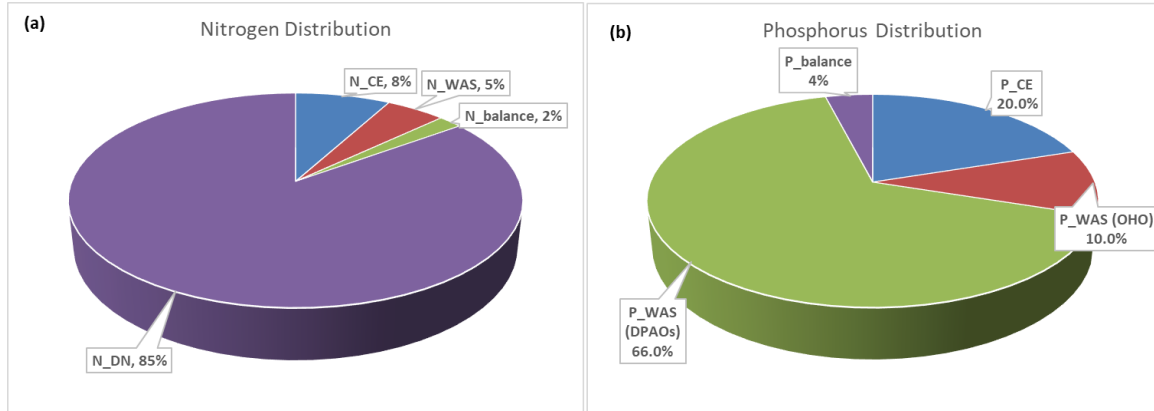 (a)
Nitrogen Distribution
N_CE, 8%
N_WAS, 5%
N_balance, 2%
N_DN, 85%
(b)
Phosphorus Distribution
P_balance
4%
P_CE
20.0%
P_WAS (OHO)
10.0%
P_WAS
(DPAOs)
66.0%